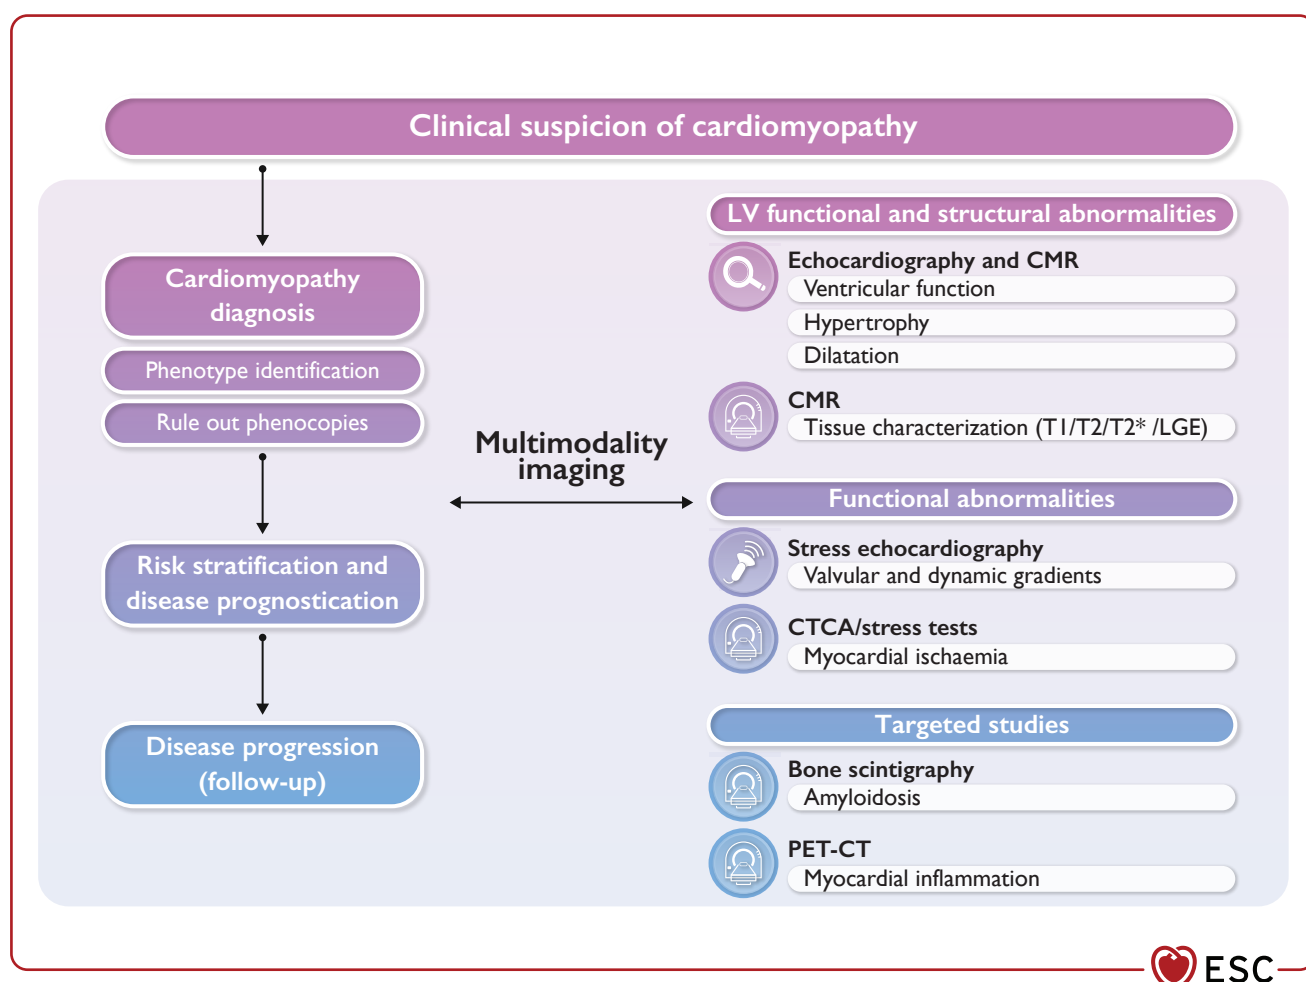 Clinical suspicion of cardiomyopathy
Cardiomyopathy
diagnosis
Phenotype identification
Rule out phenocopies
Risk stratification and
disease prognostication
Disease progression
(follow-up)
Multimodality
imaging
LV functional and structural abnormalities
Echocardiography and CMR
Ventricular function
Hypertrophy
Dilatation
CMR
Tissue characterization (T1/T2/T2* /LGE)
Functional abnormalities
Stress echocardiography
Valvular and dynamic gradients
CTCA/stress tests
Myocardial ischaemia
Targeted studies
Bone scintigraphy
Amyloidosis
PET-CT
Myocardial inflammation
ESC